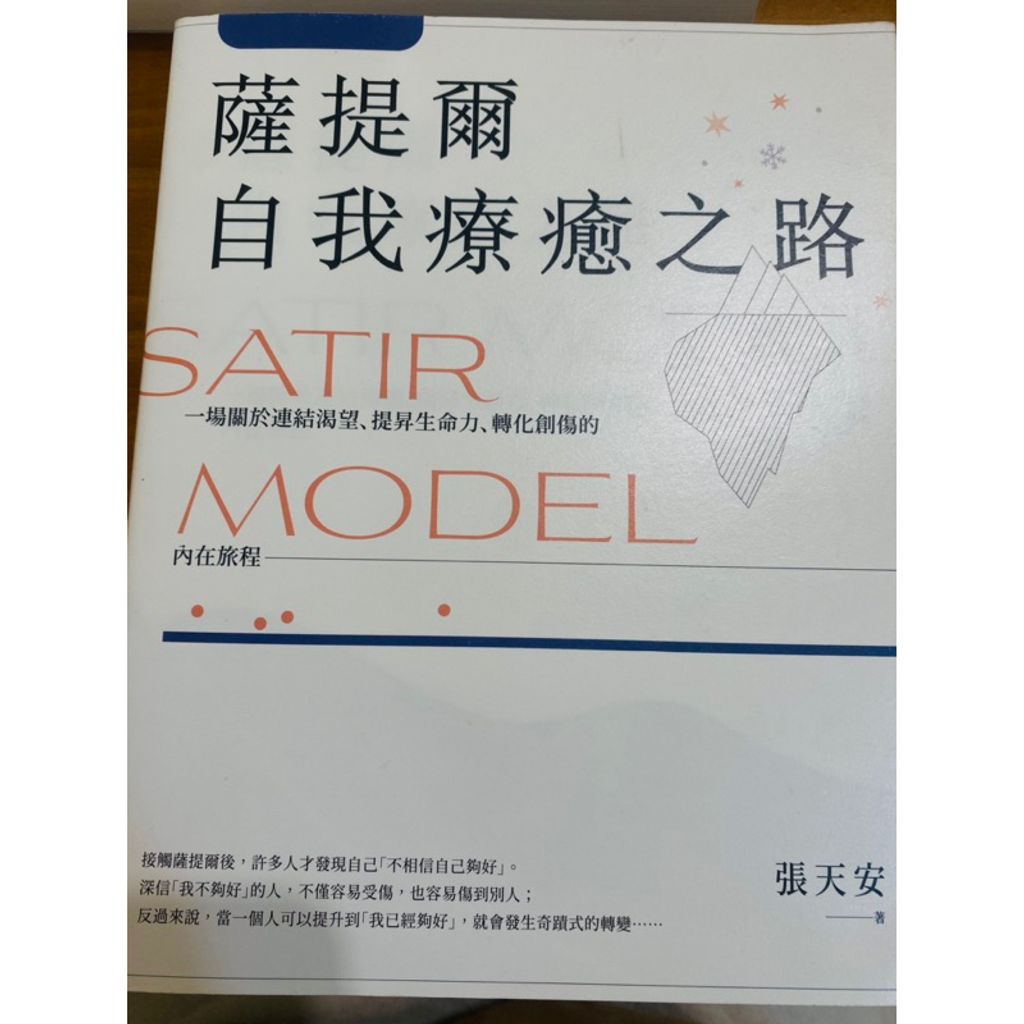 薩提爾
自我療癒之路
SATIR
一場關於連結渴望、提昇生命力、轉化創傷的
MODEL
內在旅程
接觸薩提爾後，許多人才發現自己「不相信自己夠好」。
深信「我不夠好」的人，不僅容易受傷，也容易傷到別人；
反過來說，當一個人可以提升到「我已經夠好」，就會發生奇蹟式的轉變……
張天安
著